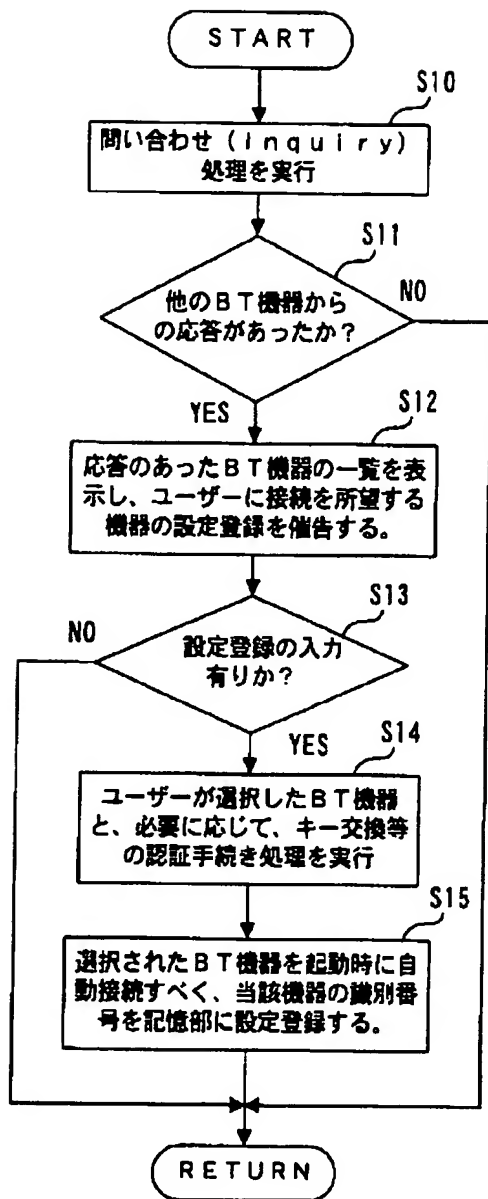 START
S10
問い合わせ(Inquiry)
処理を実行
S11
他のBT機器から
の応答があったか?
NO
YES
S12
応答のあったBT機器の一覧を表
示し、ユーザーに接続を所望する
機器の設定登録を催告する。
S13
NO
設定登録の入力
有りか?
YES
S14
ユーザーが選択したBT機器
と、必要に応じて、キー交換等
の認証手続き処理を実行
S15
選択されたBT機器を起動時に自
動接続すべく、当該機器の識別番
号を記憶部に設定登録する。
RETURN